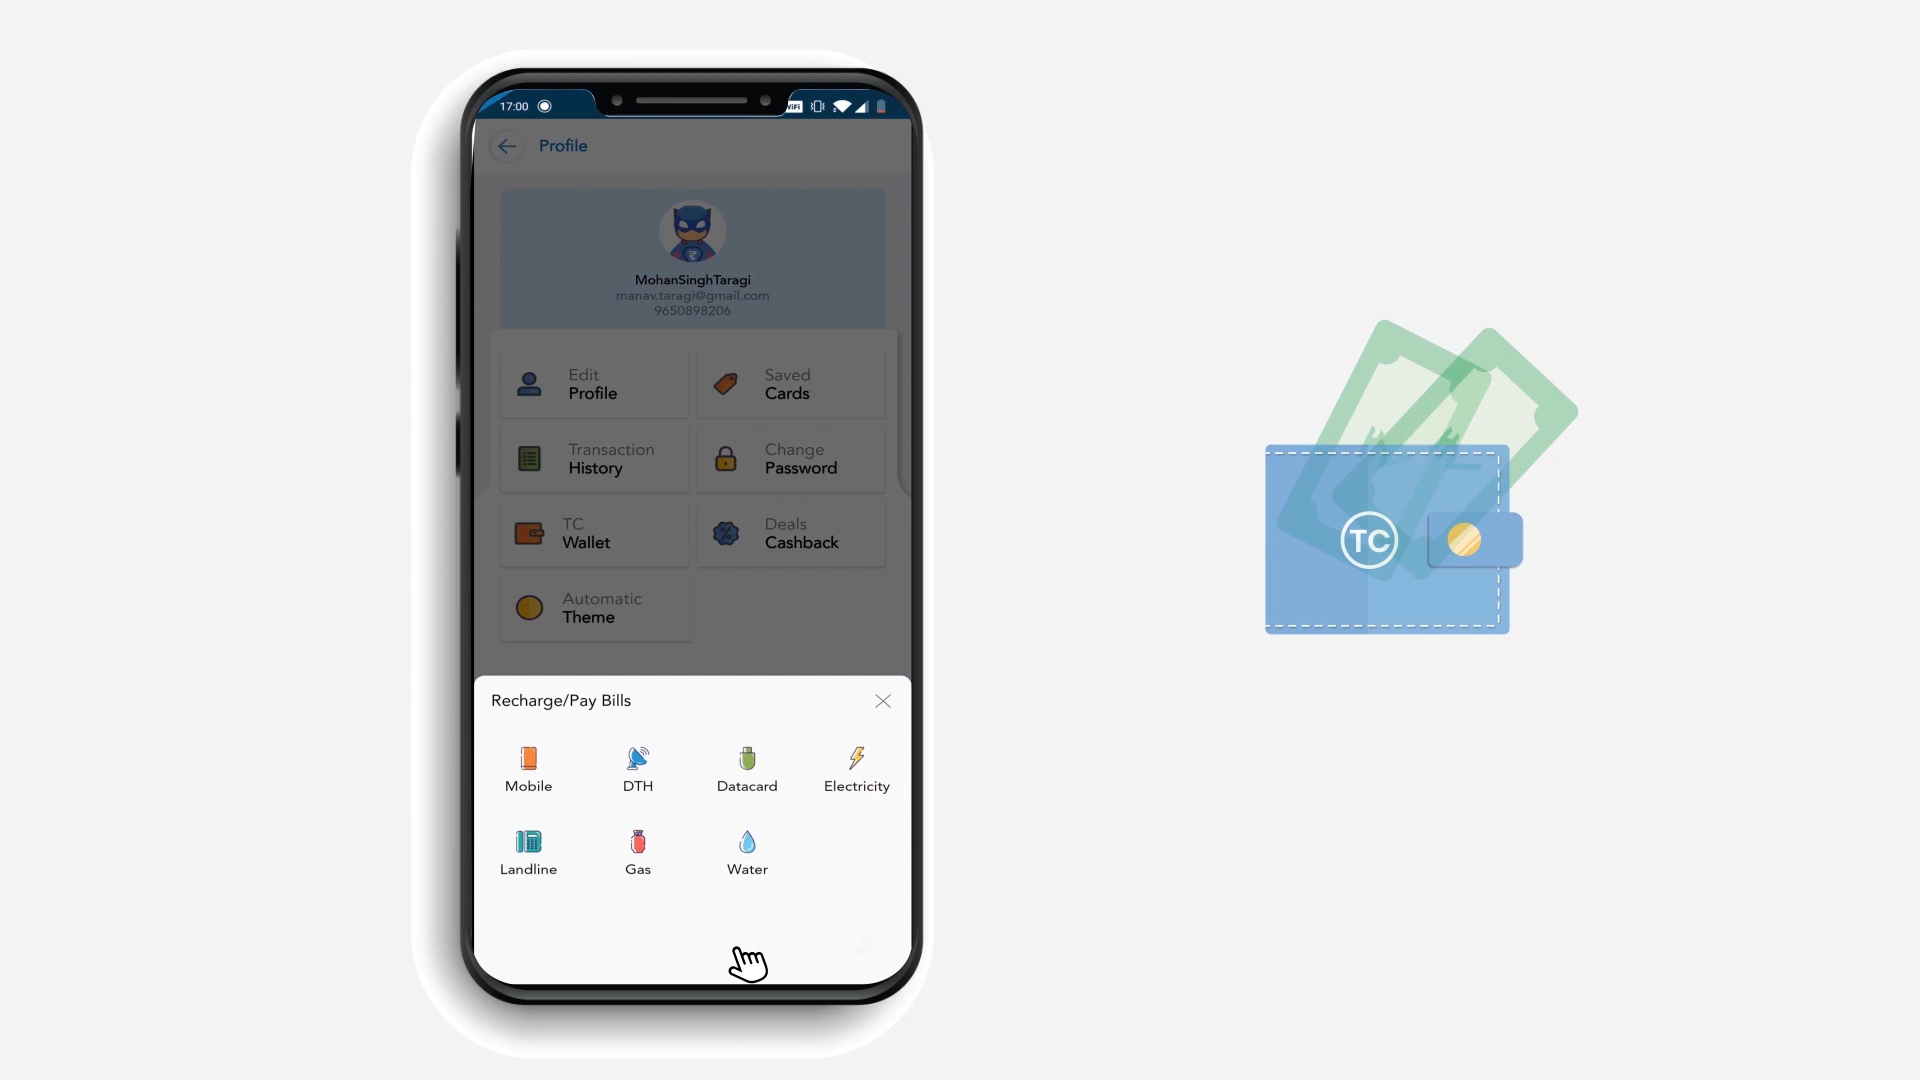 17:00
WiFi
Profile
MohanSinghTaragi
manav.taragi@gmail.com
9650898206
Edit
Profile
Saved
Cards
Transaction
History
Change
Password
TC
Wallet
Deals
Cashback
Automatic
Theme
Recharge/Pay Bills
Mobile
DTH
Datacard
Electricity
Landline
Gas
Water
TC